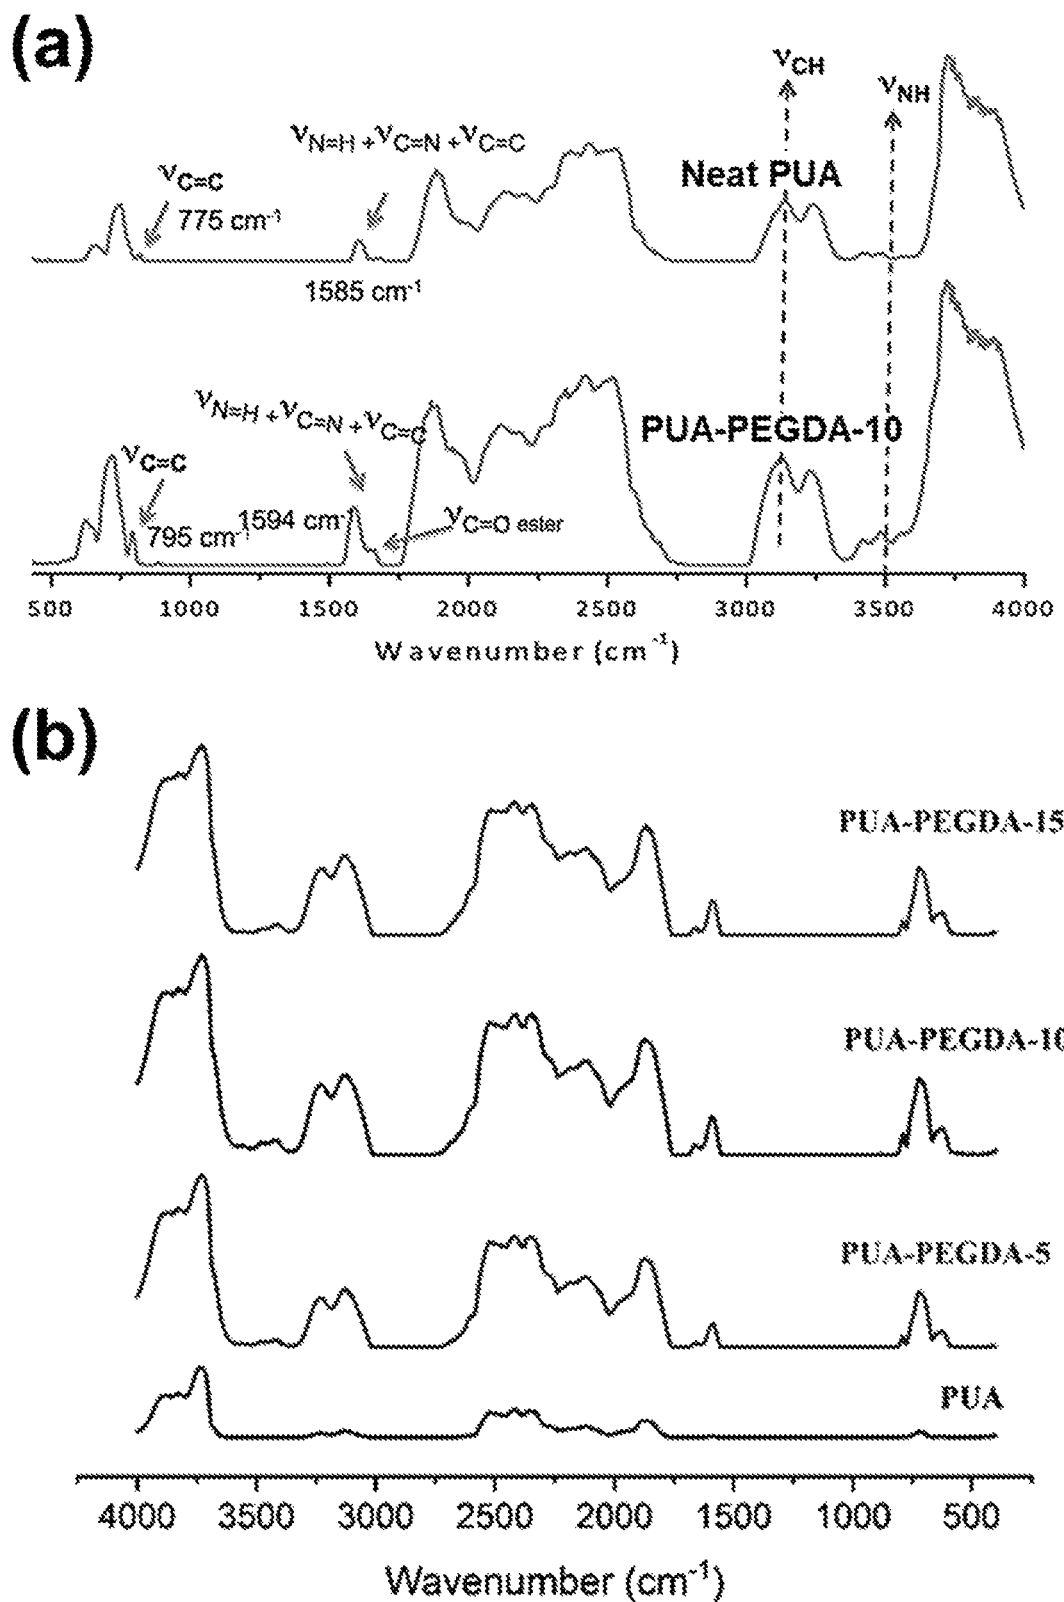 (a)
νCH
νNH
νN=H +νC=N +νC=C
Neat PUA
νC=C
775 cm-1
1585 cm-1
νN=H +νC=N +νC=C
PUA-PEGDA-10
νC=C
1594 cm-1
νC=O ester
795 cm-1
500 1000 1500 2000 2500 3000 3500 4000
Wavenumber (cm-1)
(b)
PUA-PEGDA-15
PUA-PEGDA-10
PUA-PEGDA-5
PUA
4000 3500 3000 2500 2000 1500 1000 500
Wavenumber (cm-1)